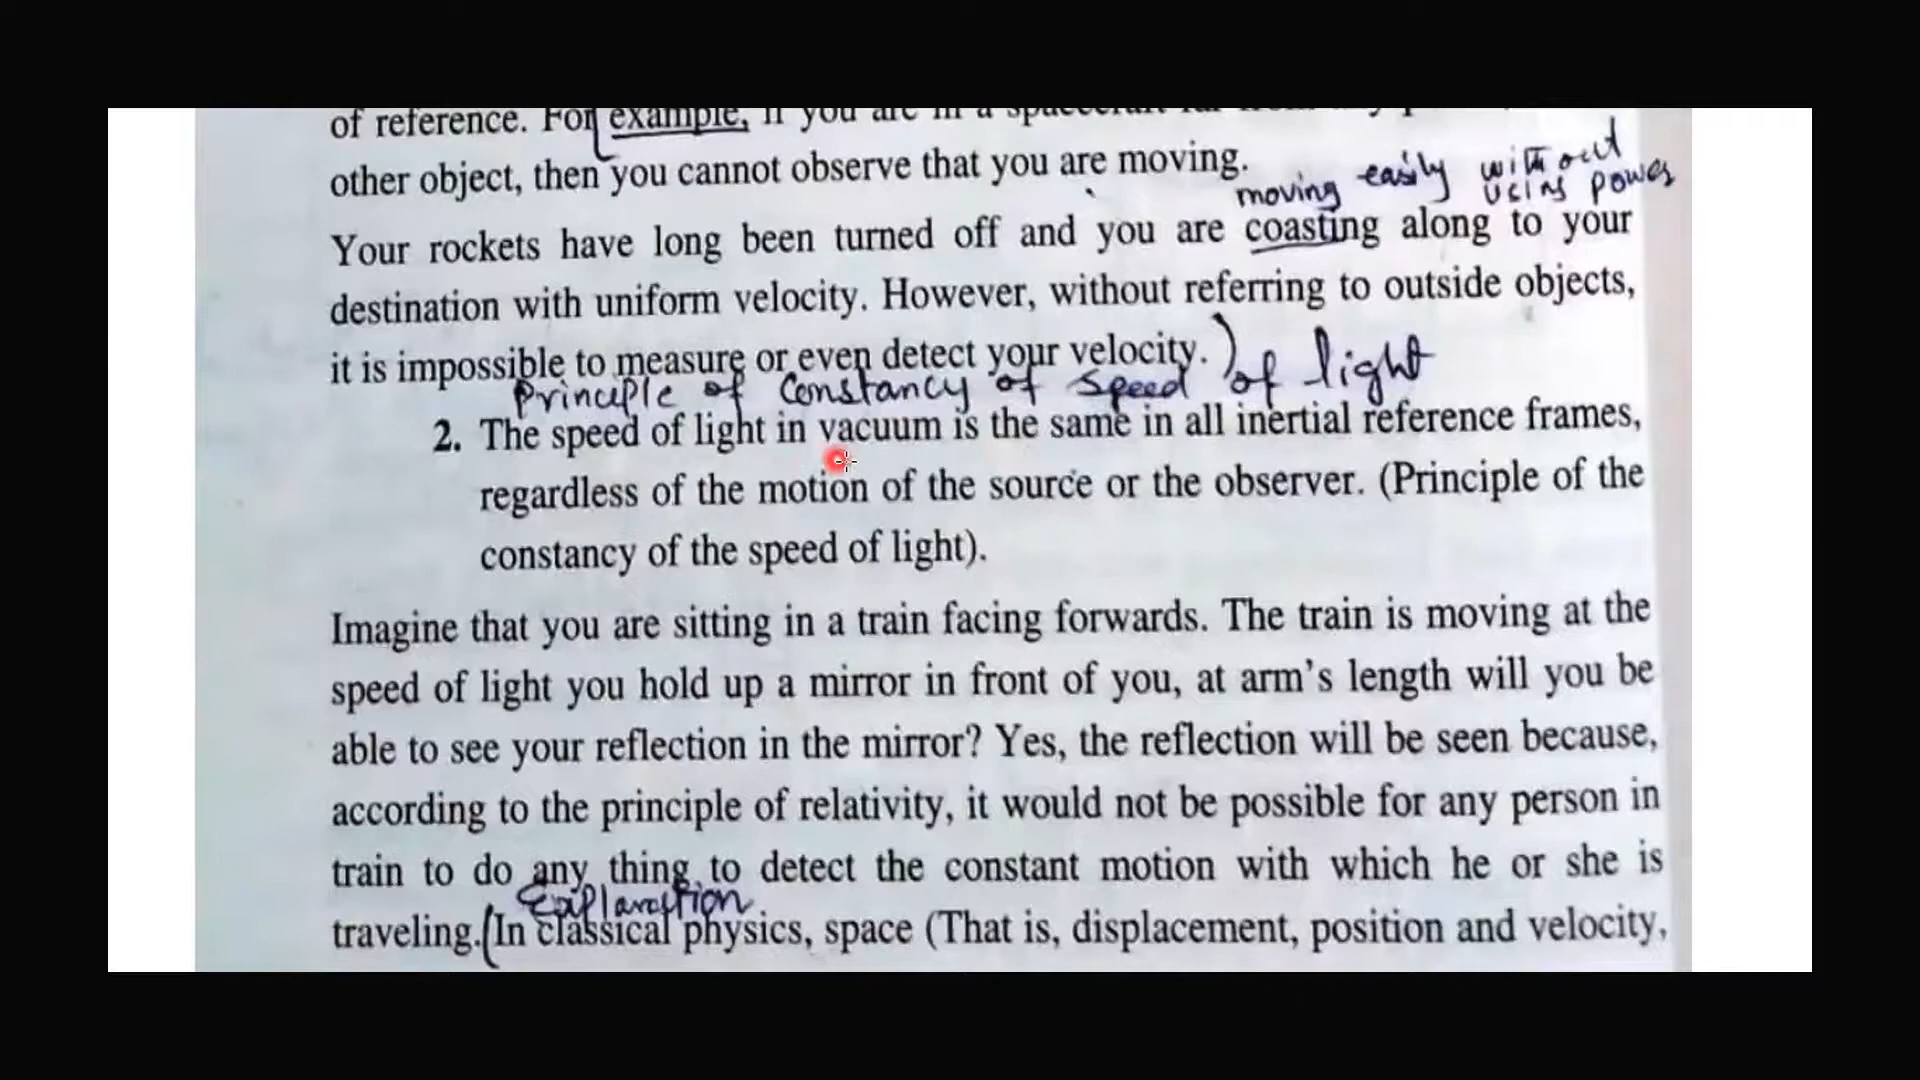 of reference. For example, if you are in a spacecraft far from any
other object, then you cannot observe that you are moving.
moving easily without
using power
Your rockets have long been turned off and you are coasting along to your
destination with uniform velocity. However, without referring to outside objects,
it is impossible to measure or even detect your velocity. )
Principle of Constancy of Speed of light
2. The speed of light in vacuum is the same in all inertial reference frames,
regardless of the motion of the source or the observer. (Principle of the
constancy of the speed of light).
Imagine that you are sitting in a train facing forwards. The train is moving at the
speed of light you hold up a mirror in front of you, at arm's length will you be
able to see your reflection in the mirror? Yes, the reflection will be seen because,
according to the principle of relativity, it would not be possible for any person in
train to do any thing to detect the constant motion with which he or she is
Explanation
traveling.(In classical physics, space (That is, displacement, position and velocity,